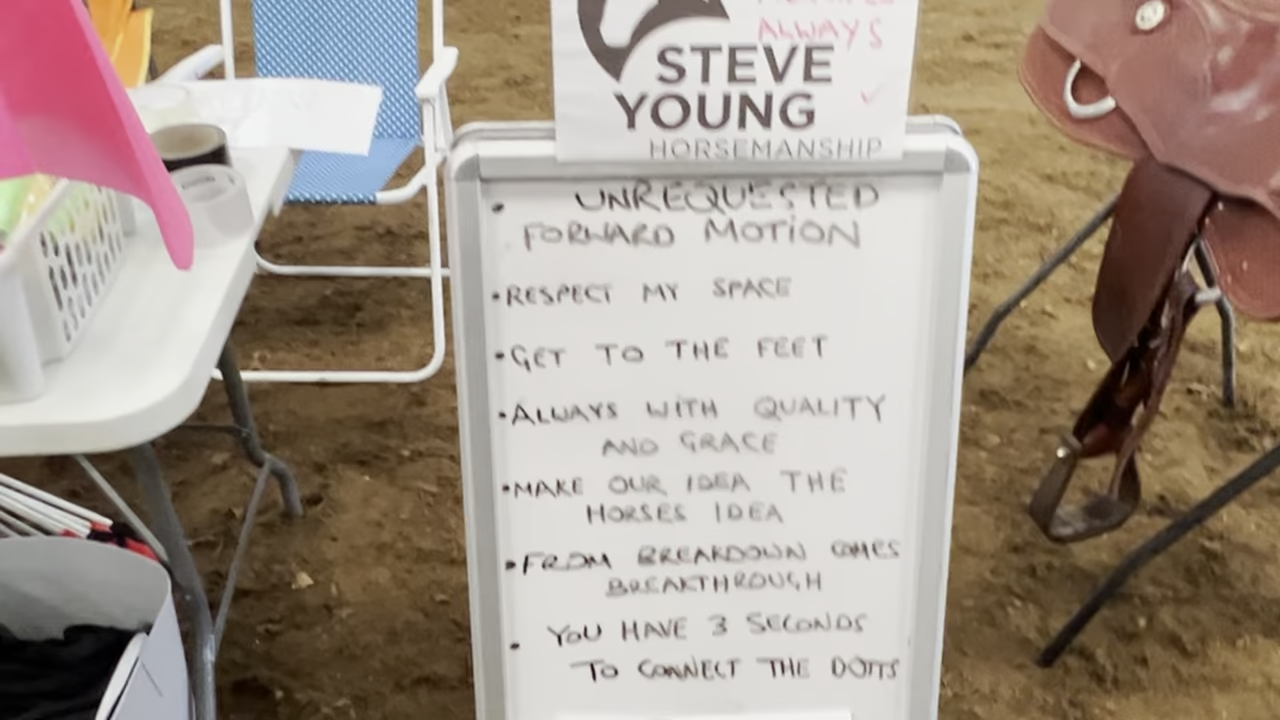 ALWAYS
STEVE
YOUNG
HORSEMANSHIP
• UNREQUESTED
FORWARD MOTION
• RESPECT MY SPACE
• GET TO THE FEET
• ALWAYS WITH QUALITY
AND GRACE
• MAKE OUR IDEA THE
HORSES IDEA
• FROM BREAKDOWN COMES
BREAKTHROUGH
• YOU HAVE 3 SECONDS
TO CONNECT THE DOTTS